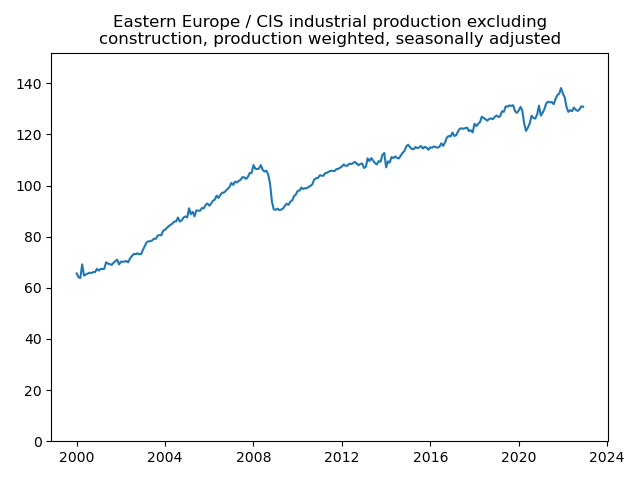 Eastern Europe / CIS industrial production excluding
construction, production weighted, seasonally adjusted
140
120
100
80
60
40
20
0
2000 2004 2008 2012 2016 2020 2024